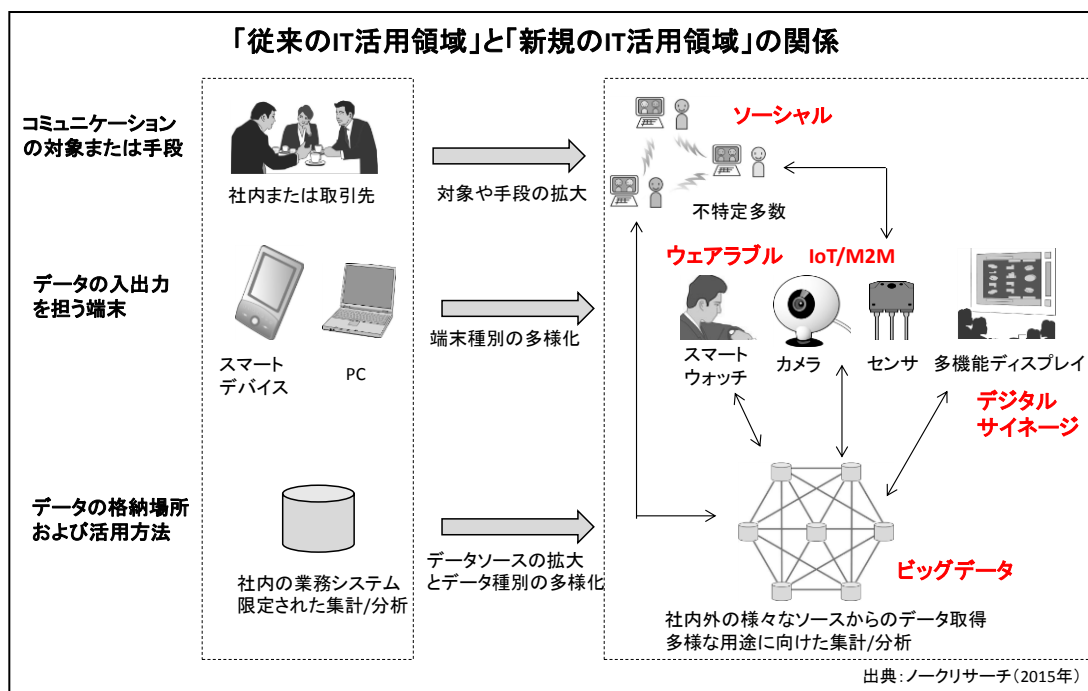 「従来のIT活用領域」と「新規のIT活用領域」の関係
コミュニケーション
の対象または手段
社内または取引先
対象や手段の拡大
ソーシャル
不特定多数
データの入出力
を担う端末
スマート
デバイス
PC
端末種別の多様化
ウェアラブル
IoT/M2M
スマート
ウォッチ
カメラ
センサ
多機能ディスプレイ
デジタル
サイネージ
データの格納場所
および活用方法
社内の業務システム
限定された集計/分析
データソースの拡大
とデータ種別の多様化
ビッグデータ
社内外の様々なソースからのデータ取得
多様な用途に向けた集計/分析
出典：ノークリサーチ（2015年）